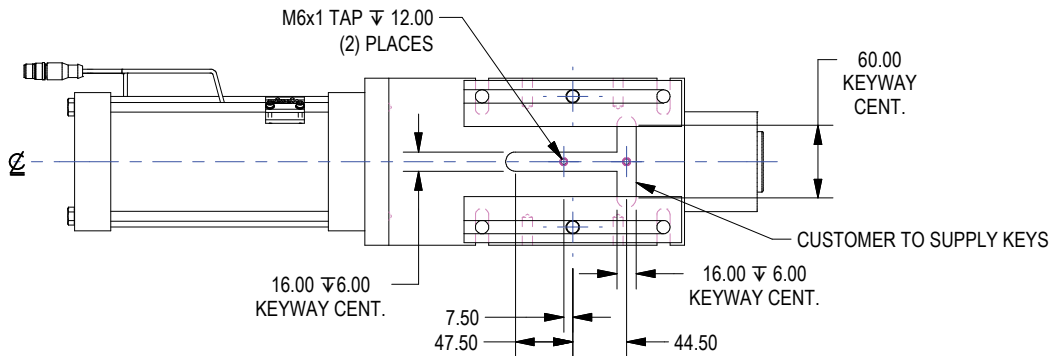 M6x1 TAP ↧ 12.00
(2) PLACES
60.00
KEYWAY
CENT.
℄
CUSTOMER TO SUPPLY KEYS
16.00 ↧6.00
KEYWAY CENT.
16.00 ↧ 6.00
KEYWAY CENT.
7.50
47.50
44.50